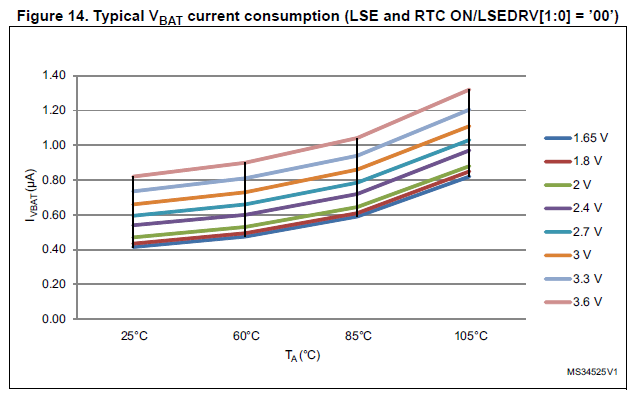 Figure 14. Typical VBAT current consumption (LSE and RTC ON/LSEDRV[1:0] = ’00’)
1.40
1.20
1.00
0.80
0.60
0.40
0.20
0.00
IVBAT (µA)
25°C
60°C
85°C
105°C
TA (°C)
1.65 V
1.8 V
2 V
2.4 V
2.7 V
3 V
3.3 V
3.6 V
MS34525V1